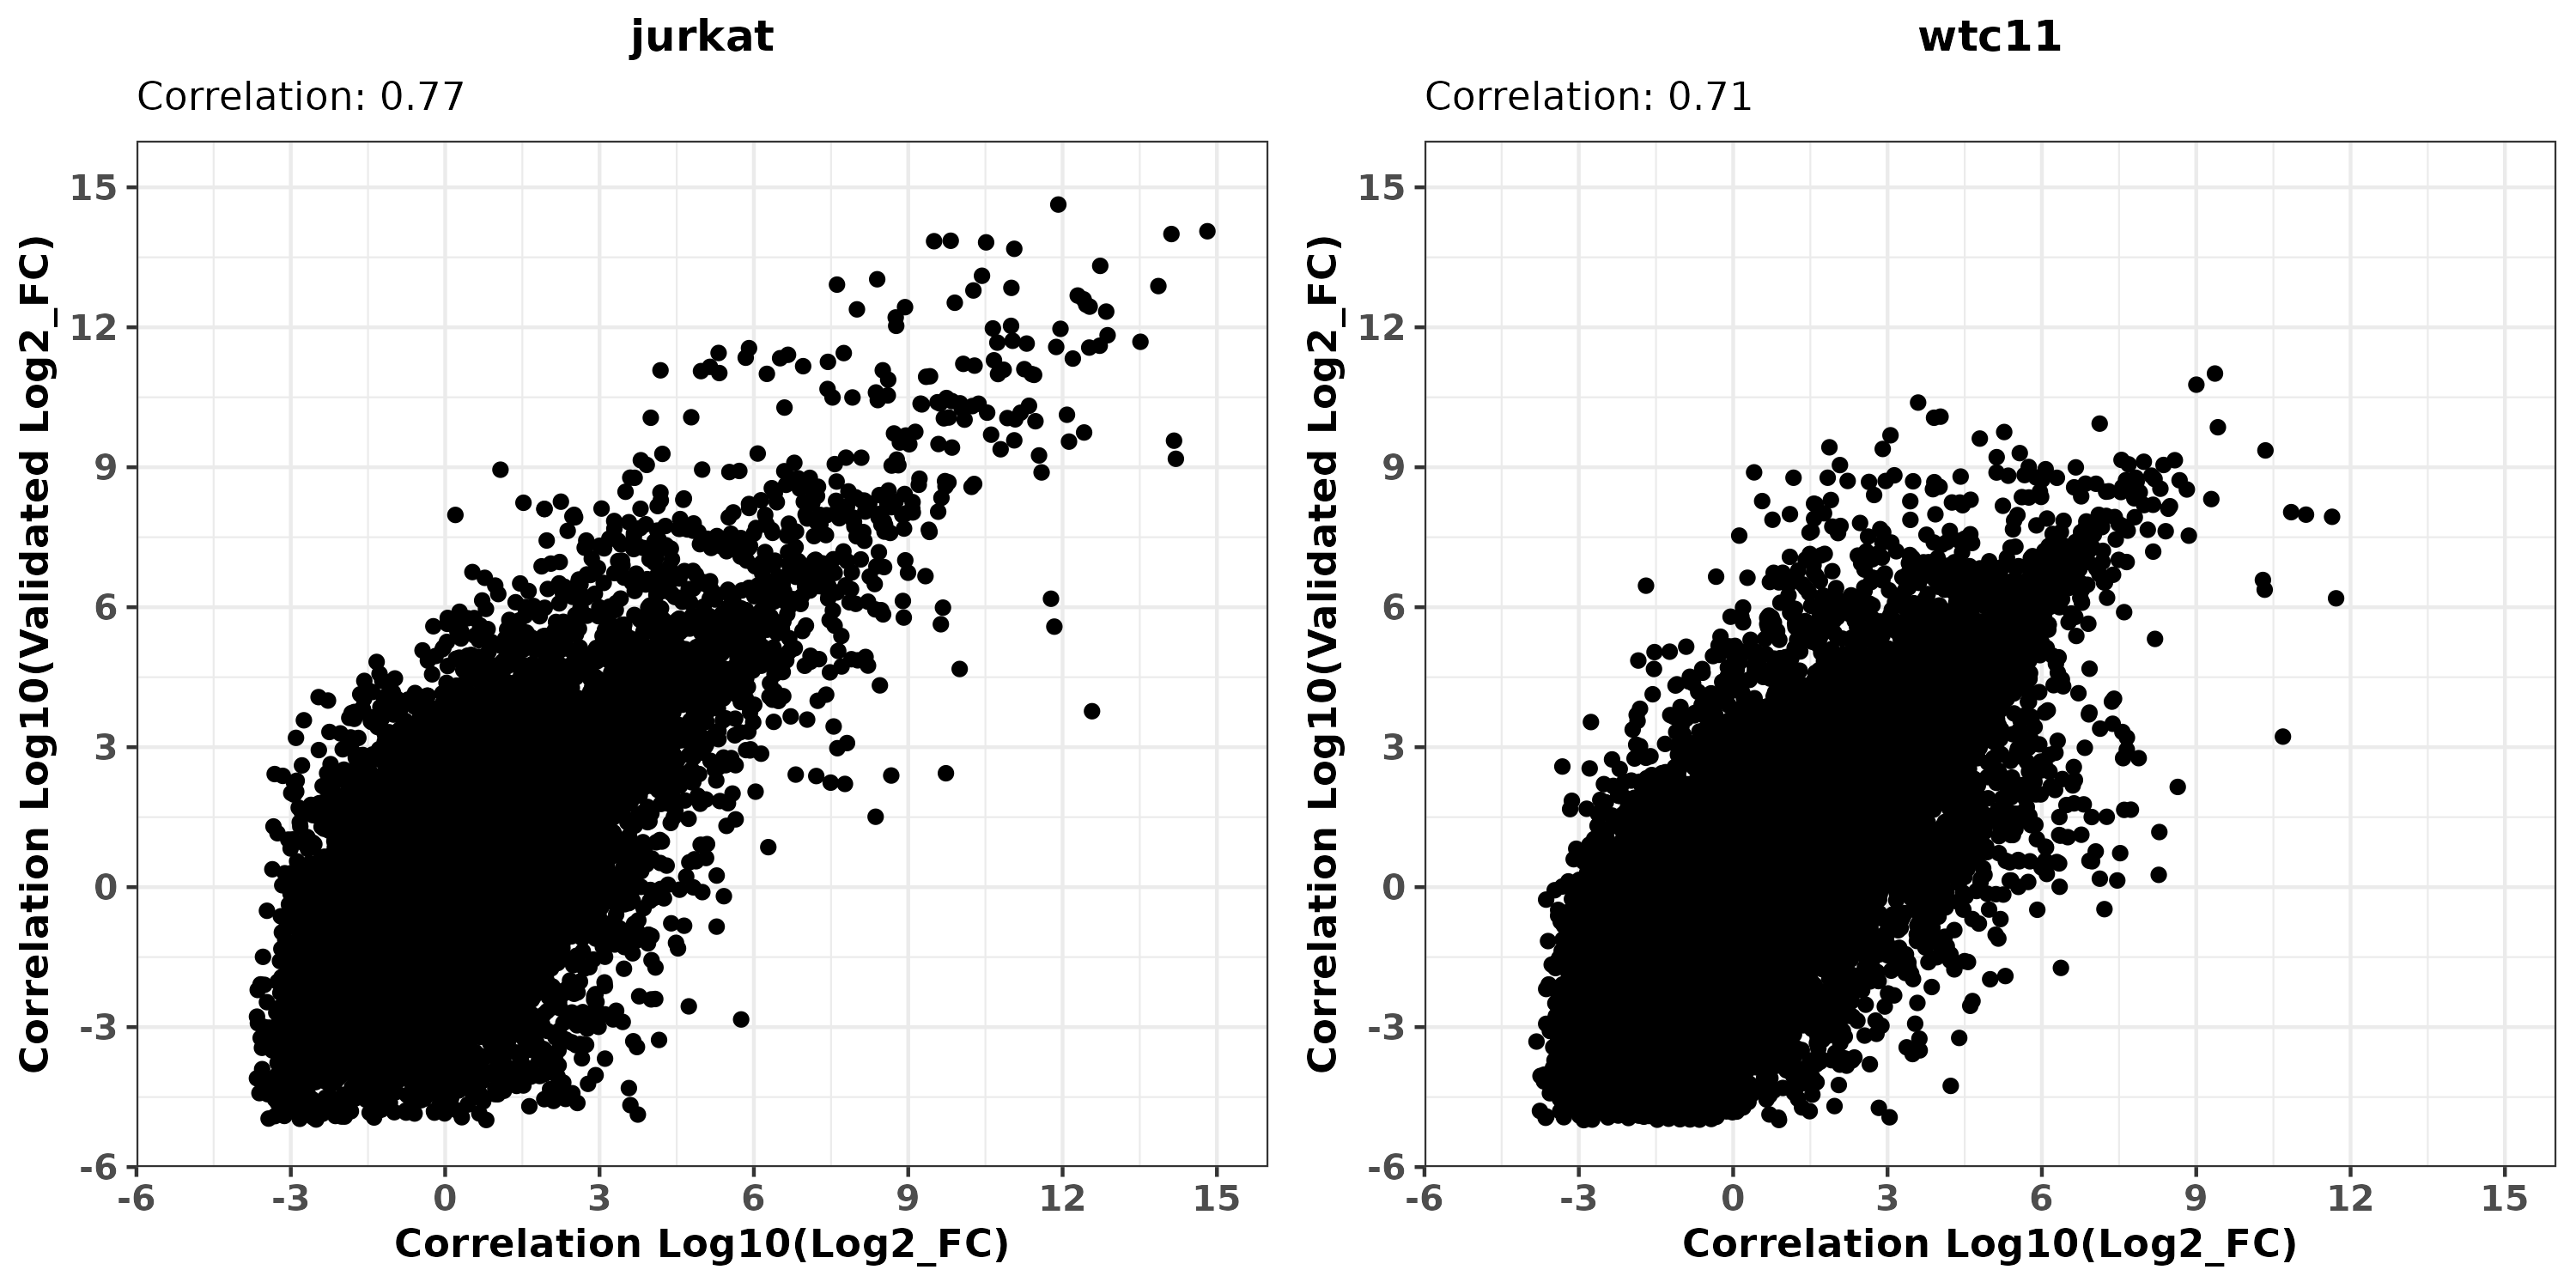 jurkat
Correlation: 0.77
Correlation Log10(Validated Log2_FC)
15
12
9
6
3
0
-3
-6
-6 -3 0 3 6 9 12 15
Correlation Log10(Log2_FC)
wtc11
Correlation: 0.71
Correlation Log10(Validated Log2_FC)
15
12
9
6
3
0
-3
-6
-6 -3 0 3 6 9 12 15
Correlation Log10(Log2_FC)